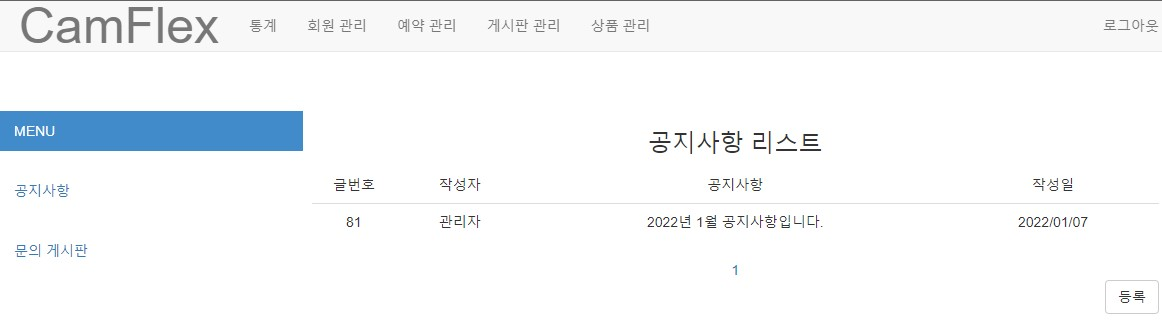 CamFlex 통계 회원 관리 예약 관리 게시판 관리 상품 관리 로그아웃
MENU
공지사항
문의 게시판
공지사항 리스트
글번호 작성자 공지사항 작성일
81 관리자 2022년 1월 공지사항입니다. 2022/01/07
1
등록